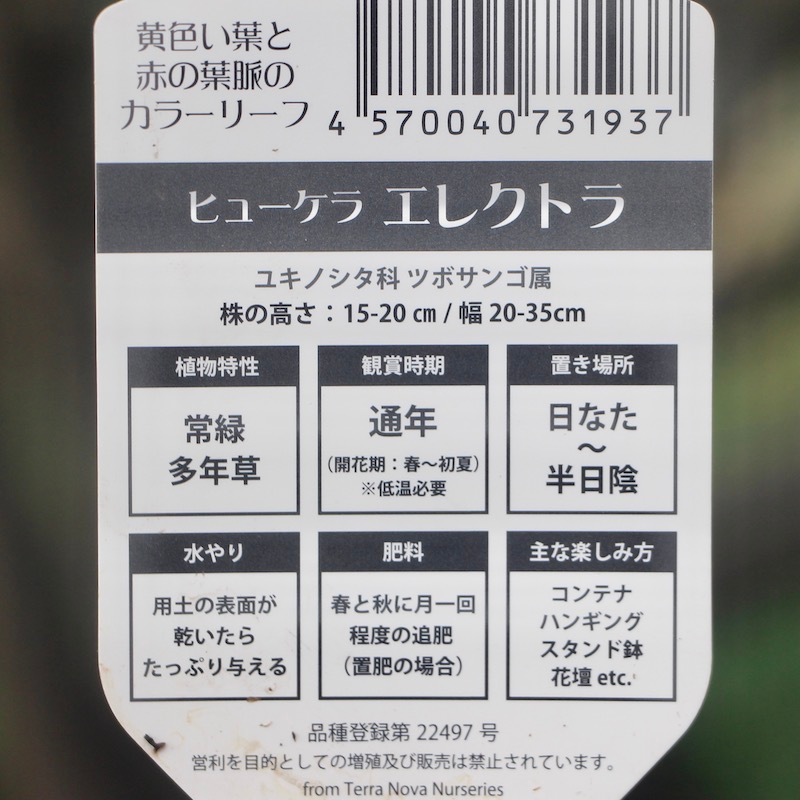 黄色い葉と
赤の葉脈の
カラーリーフ
4 570040 731937
ヒューケラ エレクトラ
ユキノシタ科 ツボサンゴ属
株の高さ：15-20 ㎝ / 幅 20-35cm
植物特性
常緑
多年草
観賞時期
通年
（開花期：春～初夏）
※低温必要
置き場所
日なた
～
半日陰
水やり
用土の表面が
乾いたら
たっぷり与える
肥料
春と秋に月一回
程度の追肥
（置肥の場合）
主な楽しみ方
コンテナ
ハンギング
スタンド鉢
花壇 etc.
品種登録第 22497 号
営利を目的としての増殖及び販売は禁止されています。
from Terra Nova Nurseries